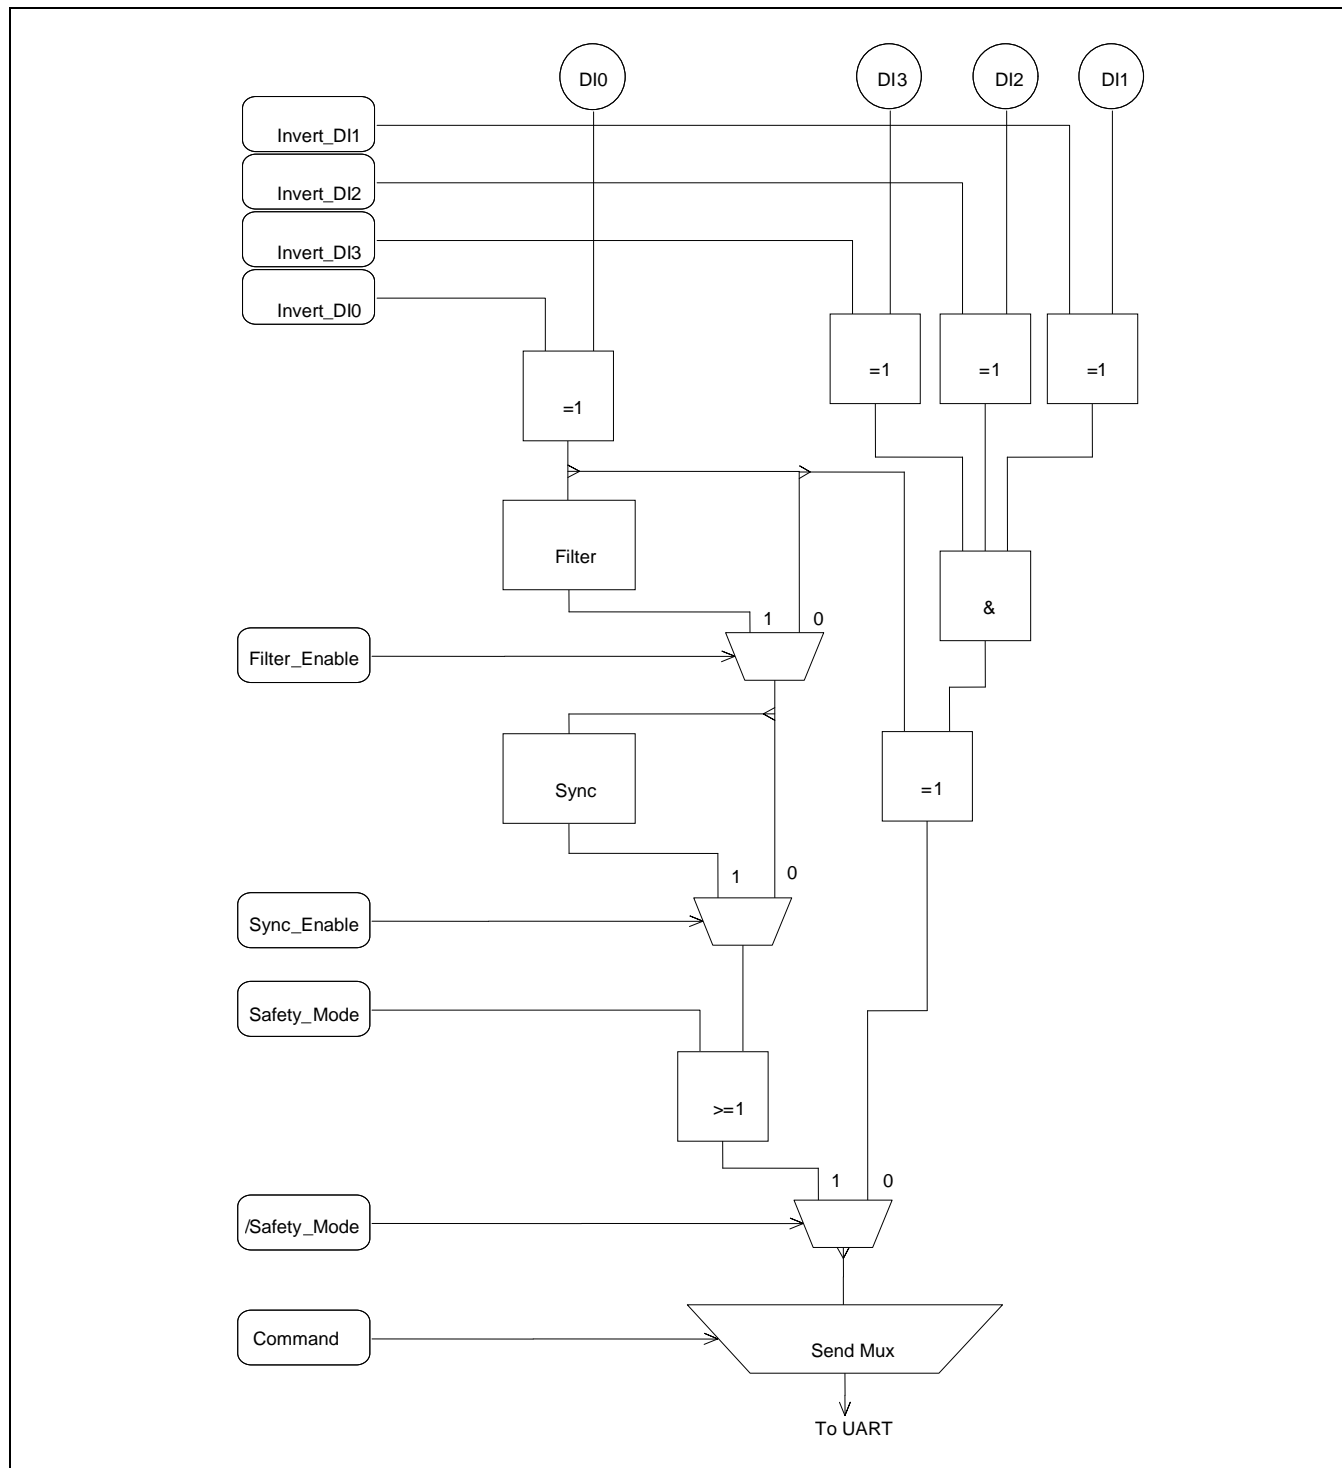 DI0 DI3 DI2 DI1
Invert_DI1
Invert_DI2
Invert_DI3
Invert_DI0
=1 =1 =1
=1
Filter
&
1 0
Filter_Enable
Sync
=1
1 0
Sync_Enable
Safety_Mode
>=1
1 0
/Safety_Mode
Command
Send Mux
To UART